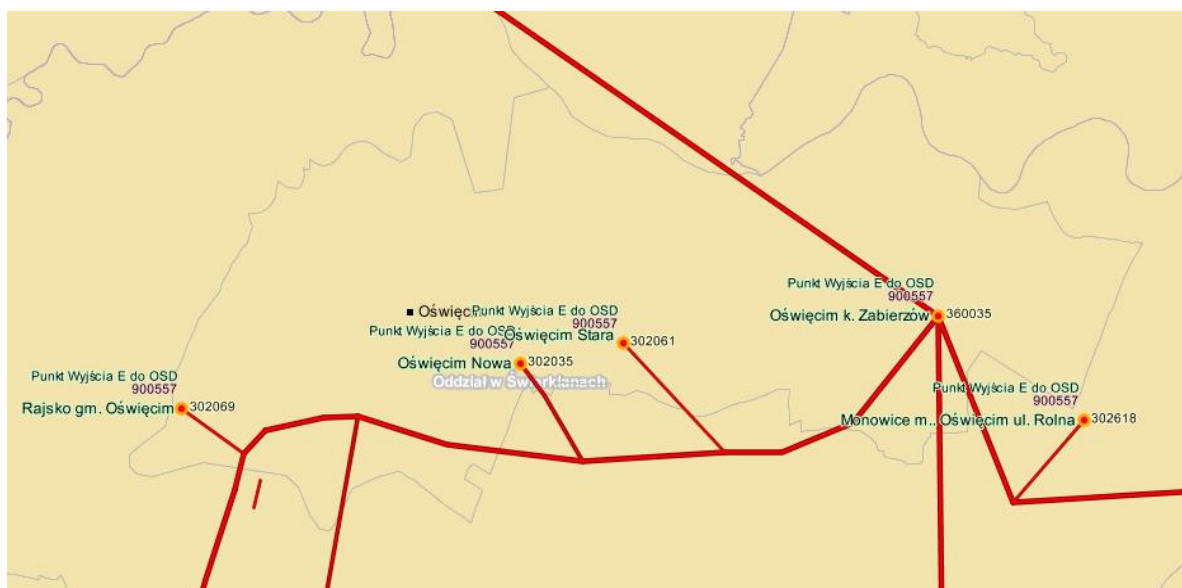 Punkt Wyjścia E do OSD
900557
Oświęcim k. Zabierzów 360035
Oświęc
Punkt Wyjścia E do OSD
900557
Oświęcim Stara 302061
Punkt Wyjścia E do OSD
900557
Oświęcim Nowa 302035
Oddział w Świerklanach
Punkt Wyjścia E do OSD
900557
Rajsko gm. Oświęcim 302069
Punkt Wyjścia E do OSD
900557
Monowice m... Oświęcim ul. Rolna 302618